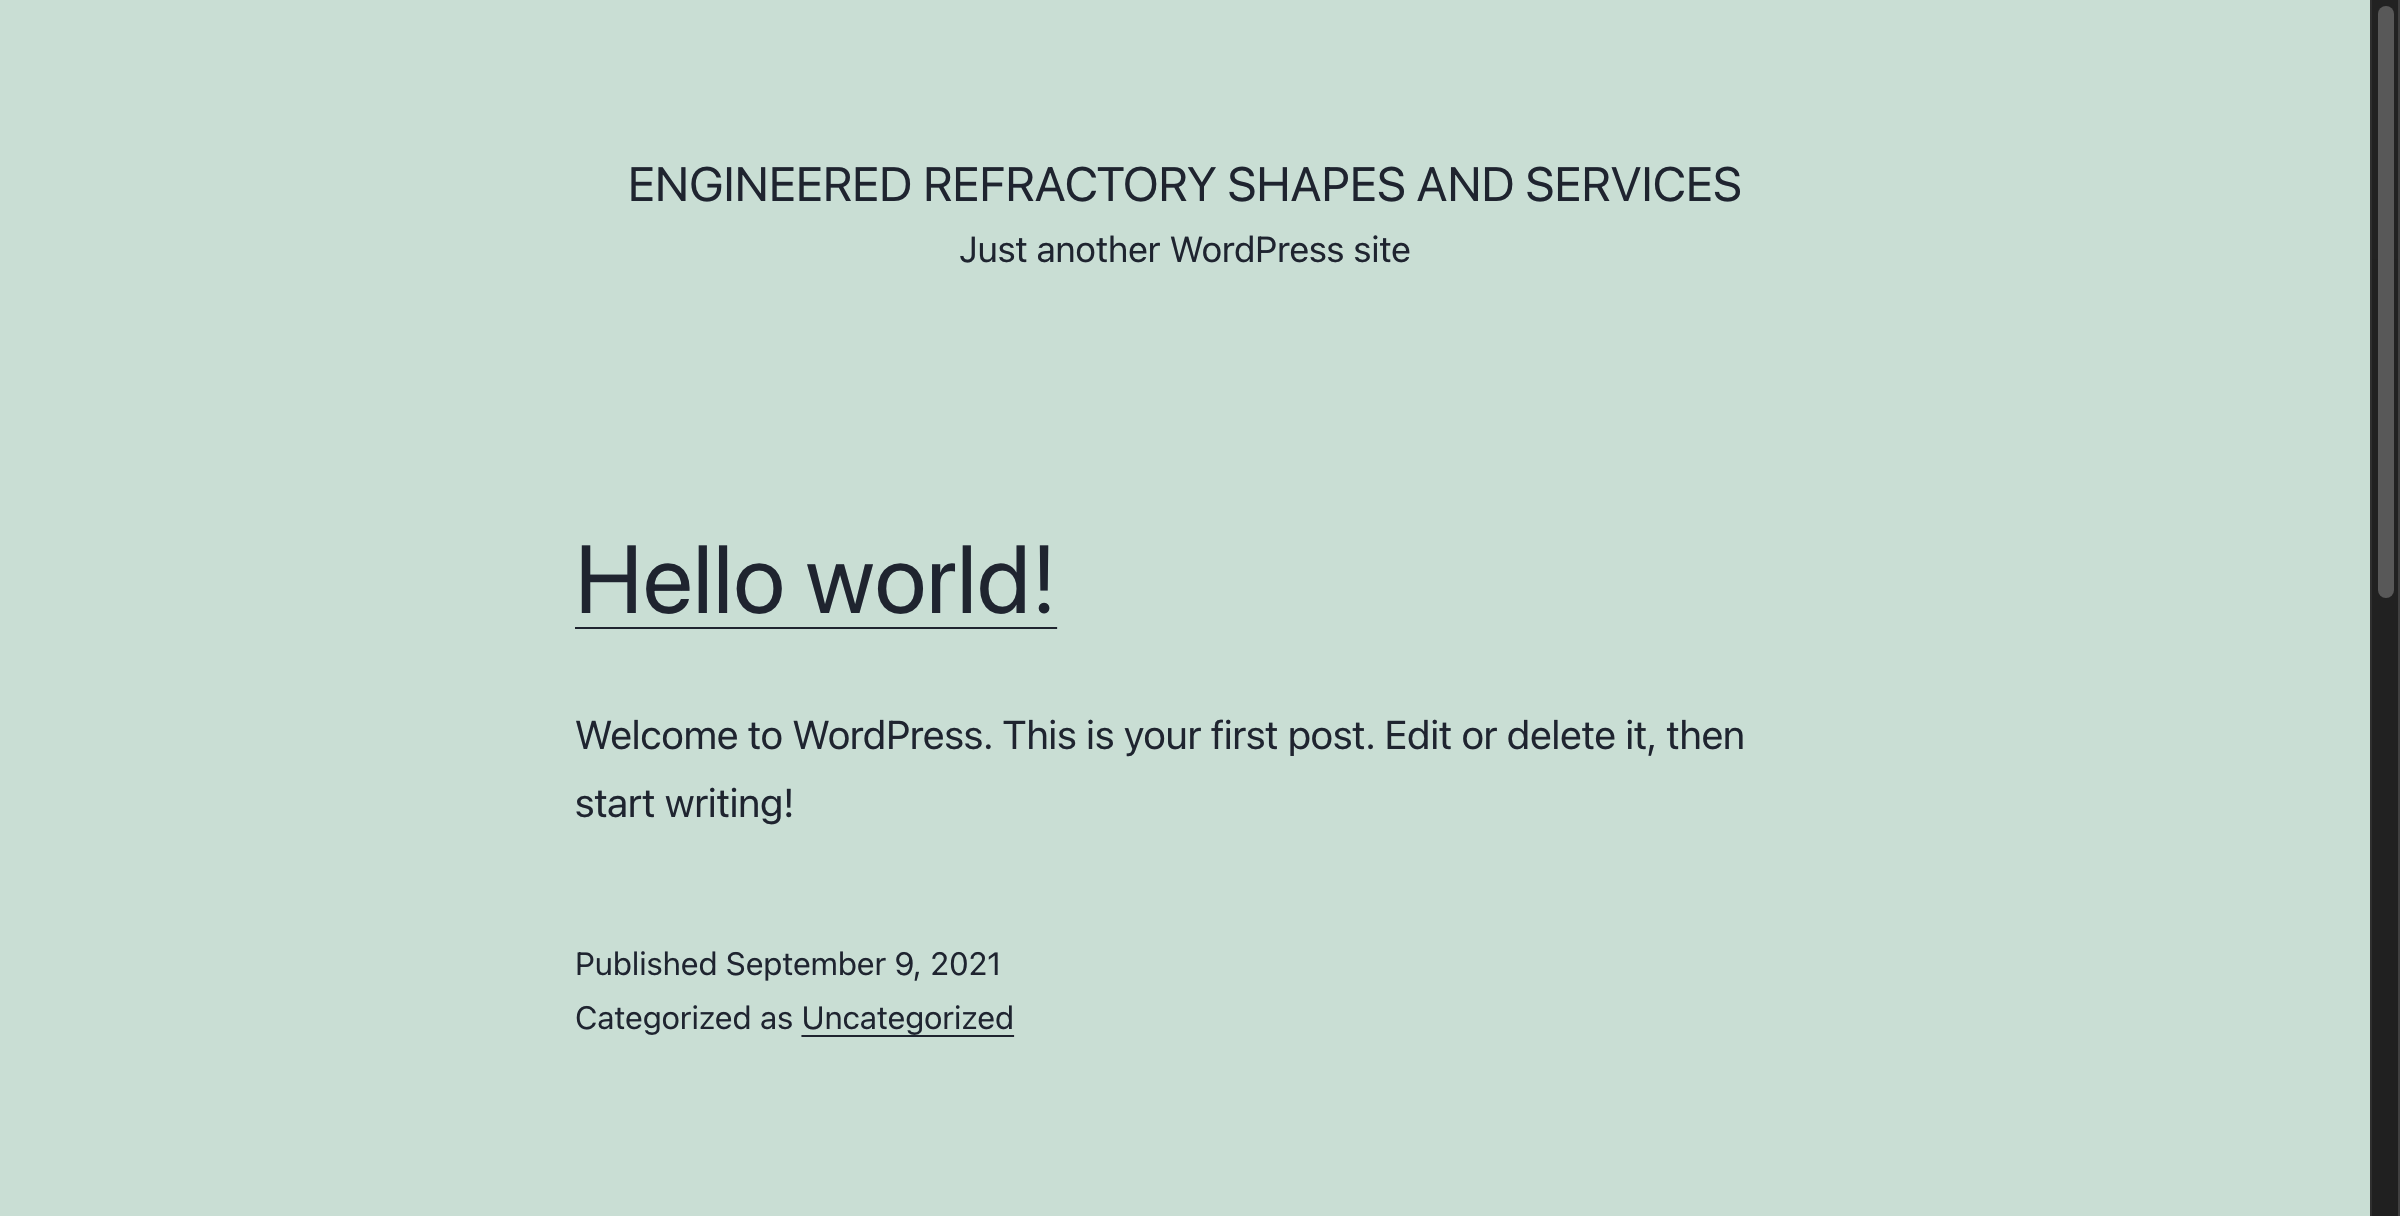 ENGINEERED REFRACTORY SHAPES AND SERVICES
Just another WordPress site
Hello world!
Welcome to WordPress. This is your first post. Edit or delete it, then
start writing!
Published September 9, 2021
Categorized as Uncategorized